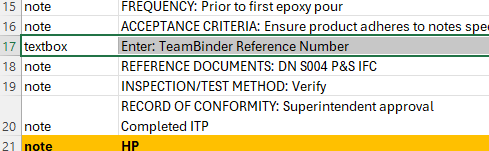 15 note FREQUENCY: Prior to first epoxy pour
16 note ACCEPTANCE CRITERIA: Ensure product adheres to notes spe
17 textbox Enter: TeamBinder Reference Number
18 note REFERENCE DOCUMENTS: DN S004 P&S IFC
19 note INSPECTION/TEST METHOD: Verify
RECORD OF CONFORMITY: Superintendent approval
20 note Completed ITP
21 note HP